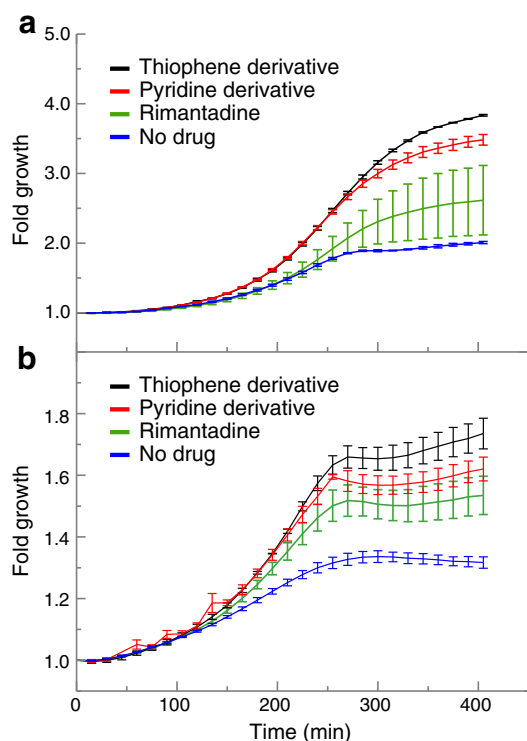 a
5.0
Thiophene derivative
Pyridine derivative
Rimantadine
No drug
4.0
3.0
2.0
1.0
Fold growth
b
Thiophene derivative
Pyridine derivative
Rimantadine
No drug
1.8
1.6
1.4
1.2
1.0
Fold growth
0 100 200 300 400
Time (min)